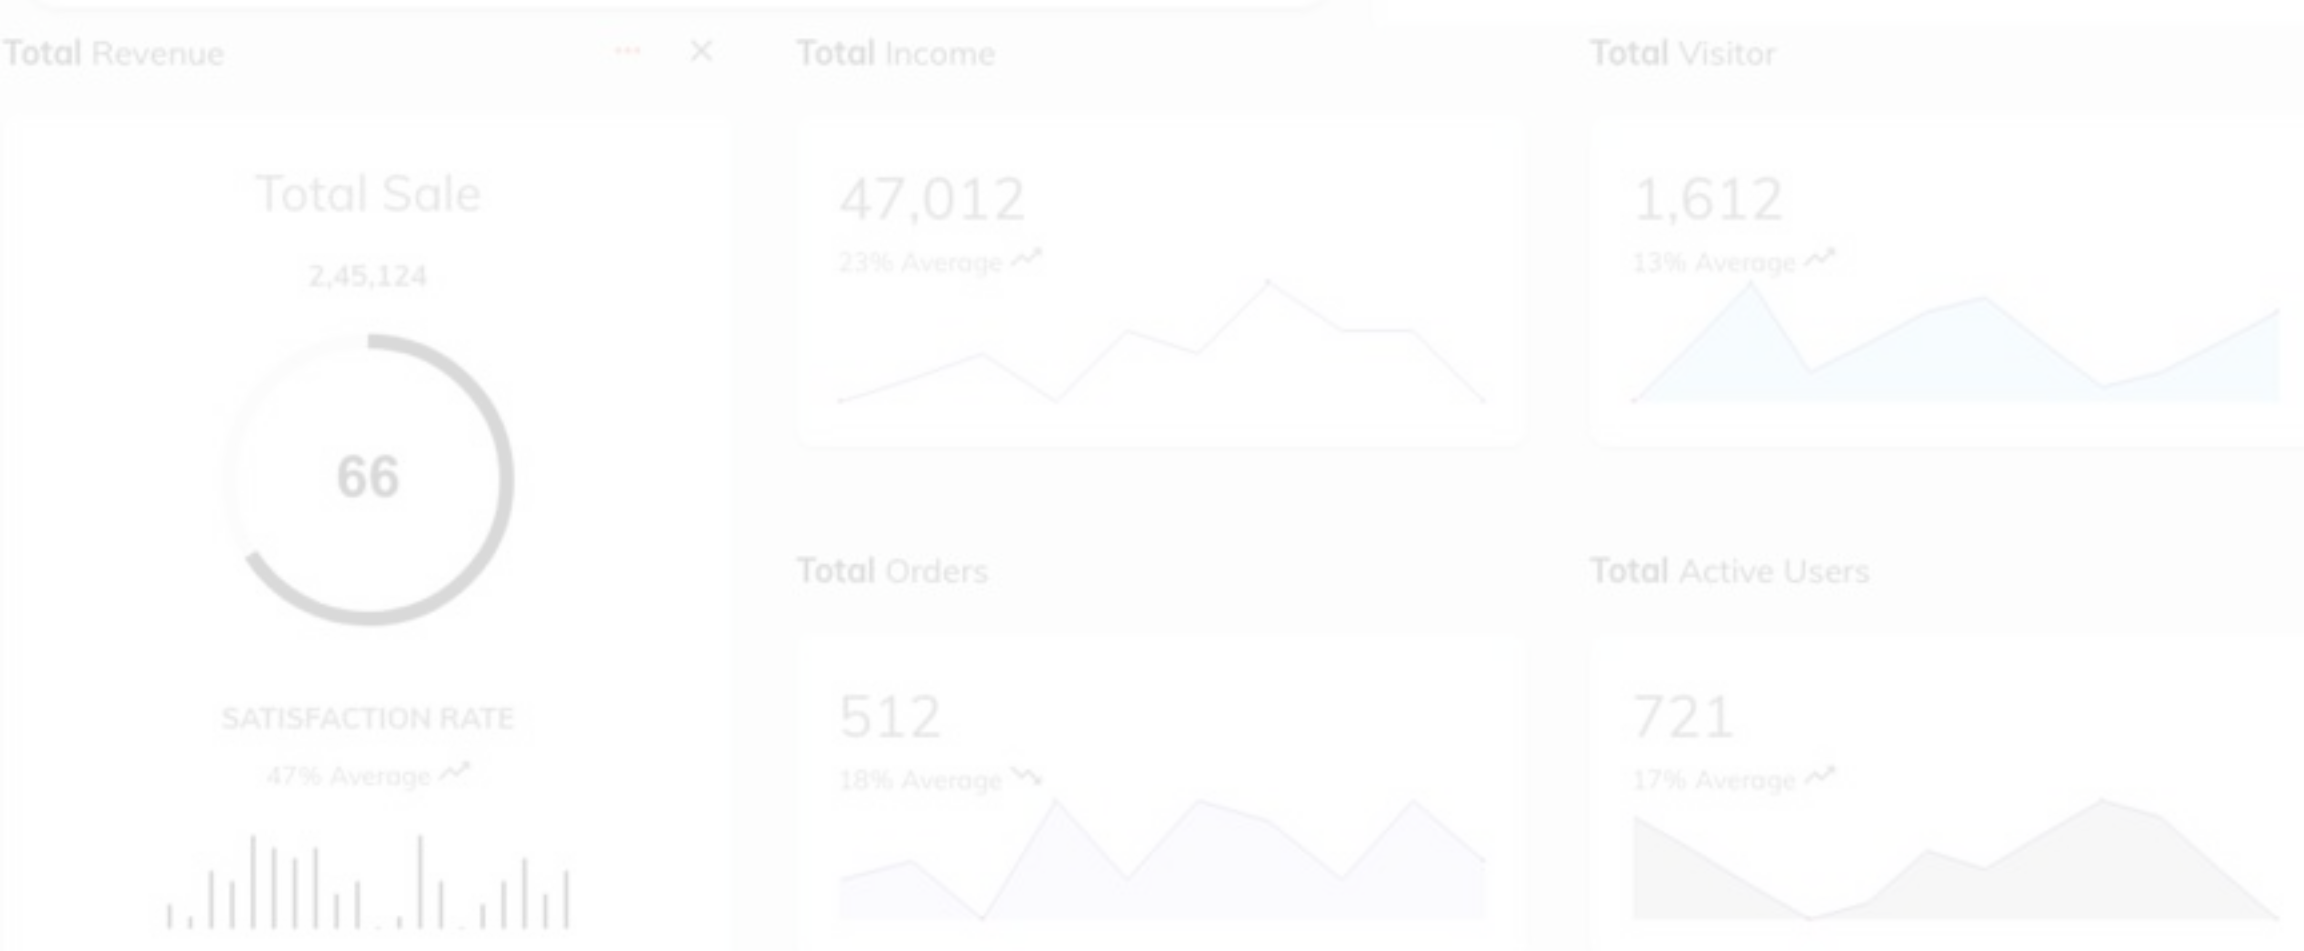 Total Revenue
Total Sale
2,45,124
66
SATISFACTION RATE
47% Average
Total Income
47,012
23% Average
Total Visitor
1,612
13% Average
Total Orders
512
18% Average
Total Active Users
721
17% Average